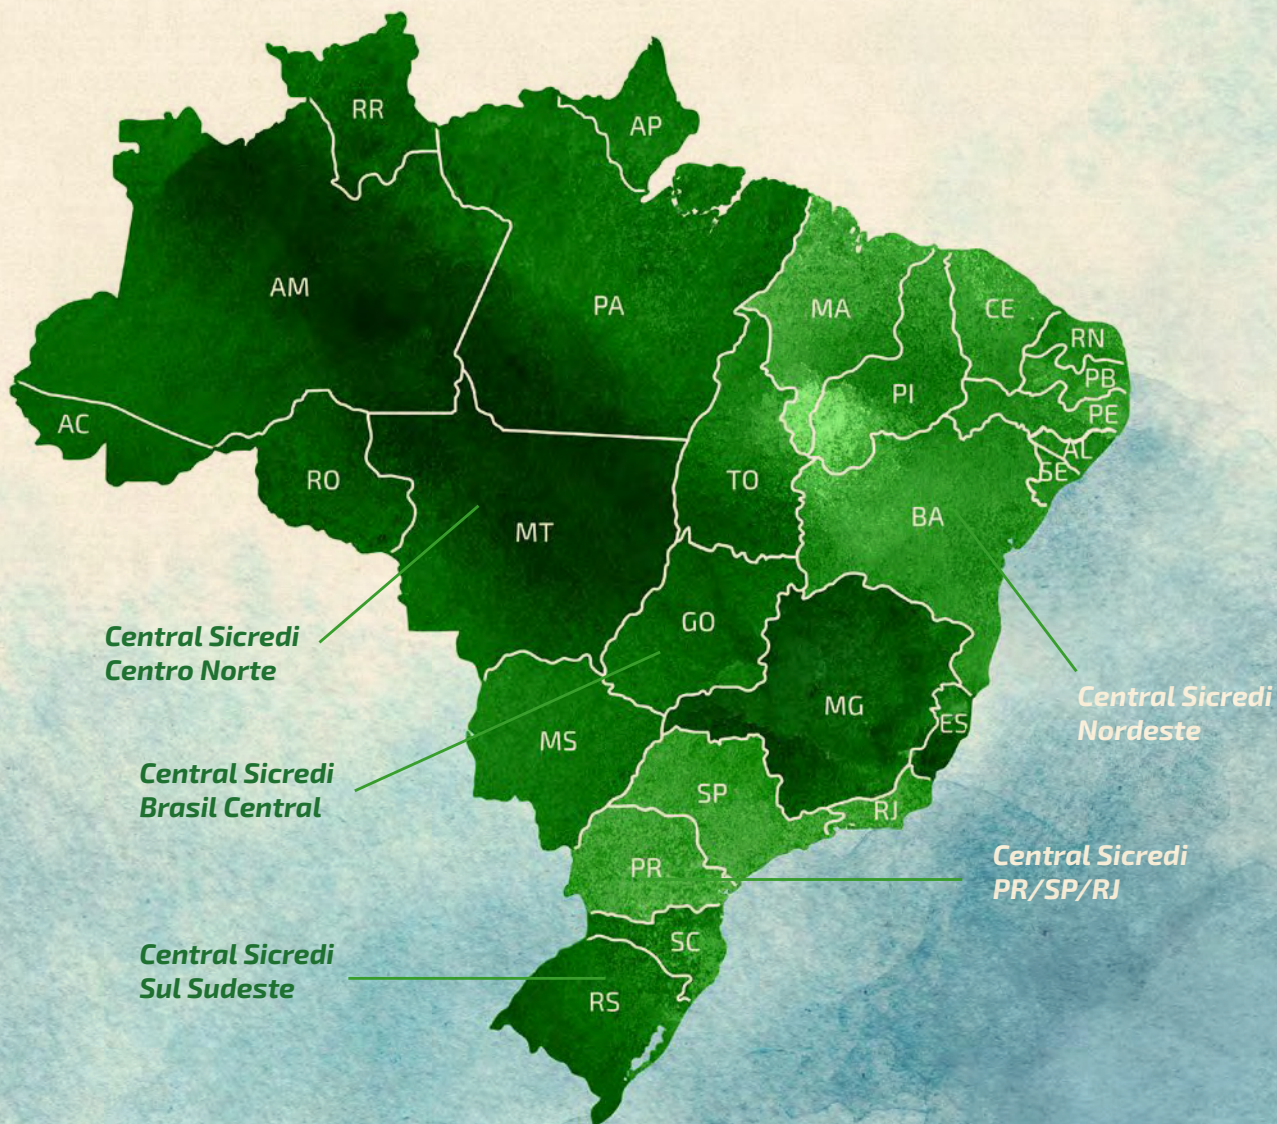 RR
AP
AM
PA
MA
CE
RN
PB
PE
AL
SE
PI
AC
RO
TO
MT
BA
GO
MG
ES
MS
SP
RJ
PR
SC
RS
Central Sicredi
Centro Norte
Central Sicredi
Nordeste
Central Sicredi
Brasil Central
Central Sicredi
PR/SP/RJ
Central Sicredi
Sul Sudeste